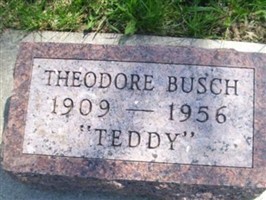 THEODORE BUSCH
1909 — 1956
"TEDDY"